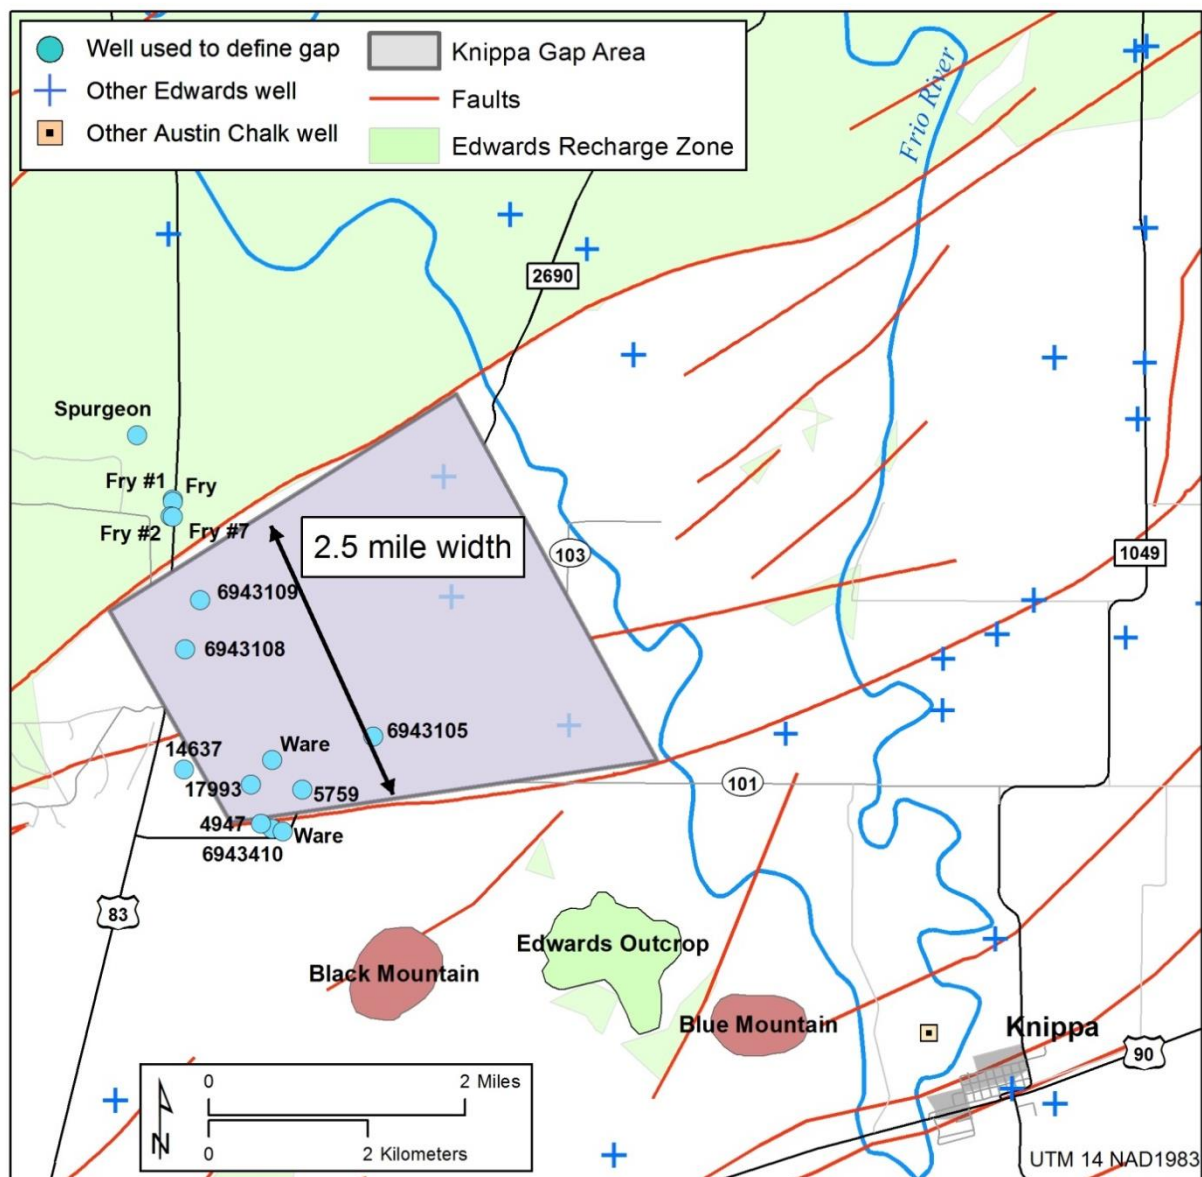 Well used to define gap
Other Edwards well
Other Austin Chalk well
Knippa Gap Area
Faults
Edwards Recharge Zone
Frio River
2690
Spurgeon
Fry #1
Fry
Fry #2
Fry #7
2.5 mile width
103
1049
6943109
6943108
6943105
14637
Ware
17993
5759
101
4947
Ware
6943410
83
Edwards Outcrop
Black Mountain
Blue Mountain
Knippa
90
0
2 Miles
N
0
2 Kilometers
UTM 14 NAD1983